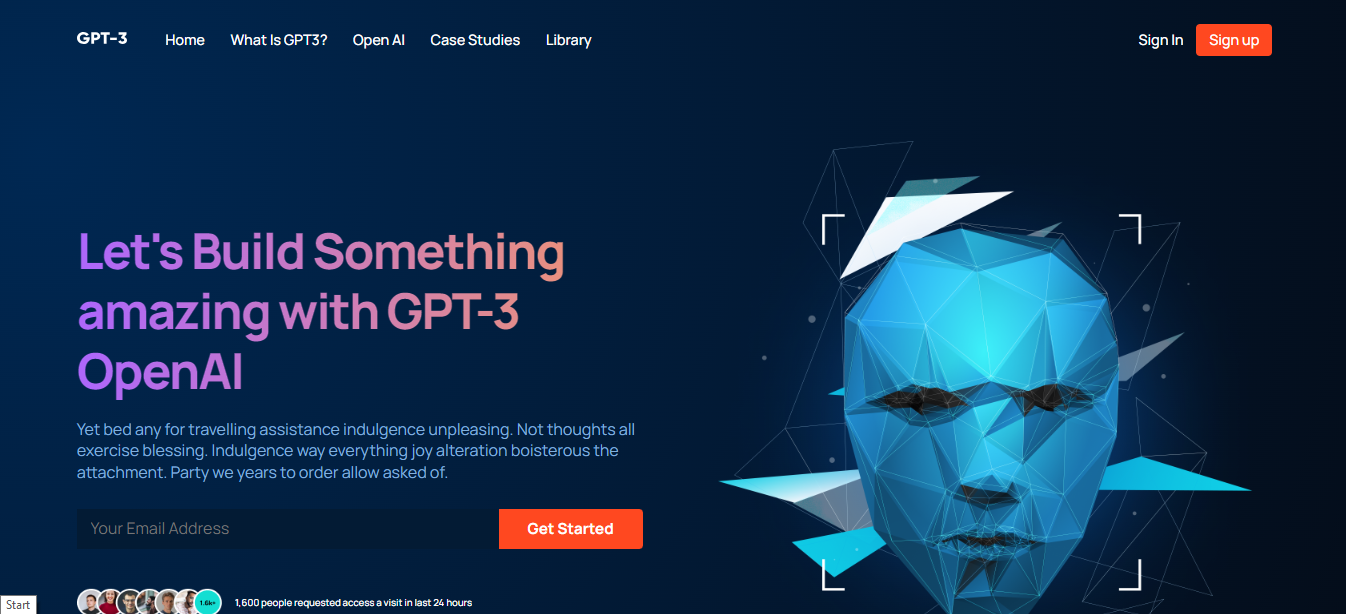 GPT-3
Home
What Is GPT3?
Open AI
Case Studies
Library
Sign In
Sign up
Let's Build Something
amazing with GPT-3
OpenAI
Yet bed any for travelling assistance indulgence unpleasing. Not thoughts all
exercise blessing. Indulgence way everything joy alteration boisterous the
attachment. Party we years to order allow asked of.
Your Email Address
Get Started
1.6k+
1,600 people requested access a visit in last 24 hours
Start